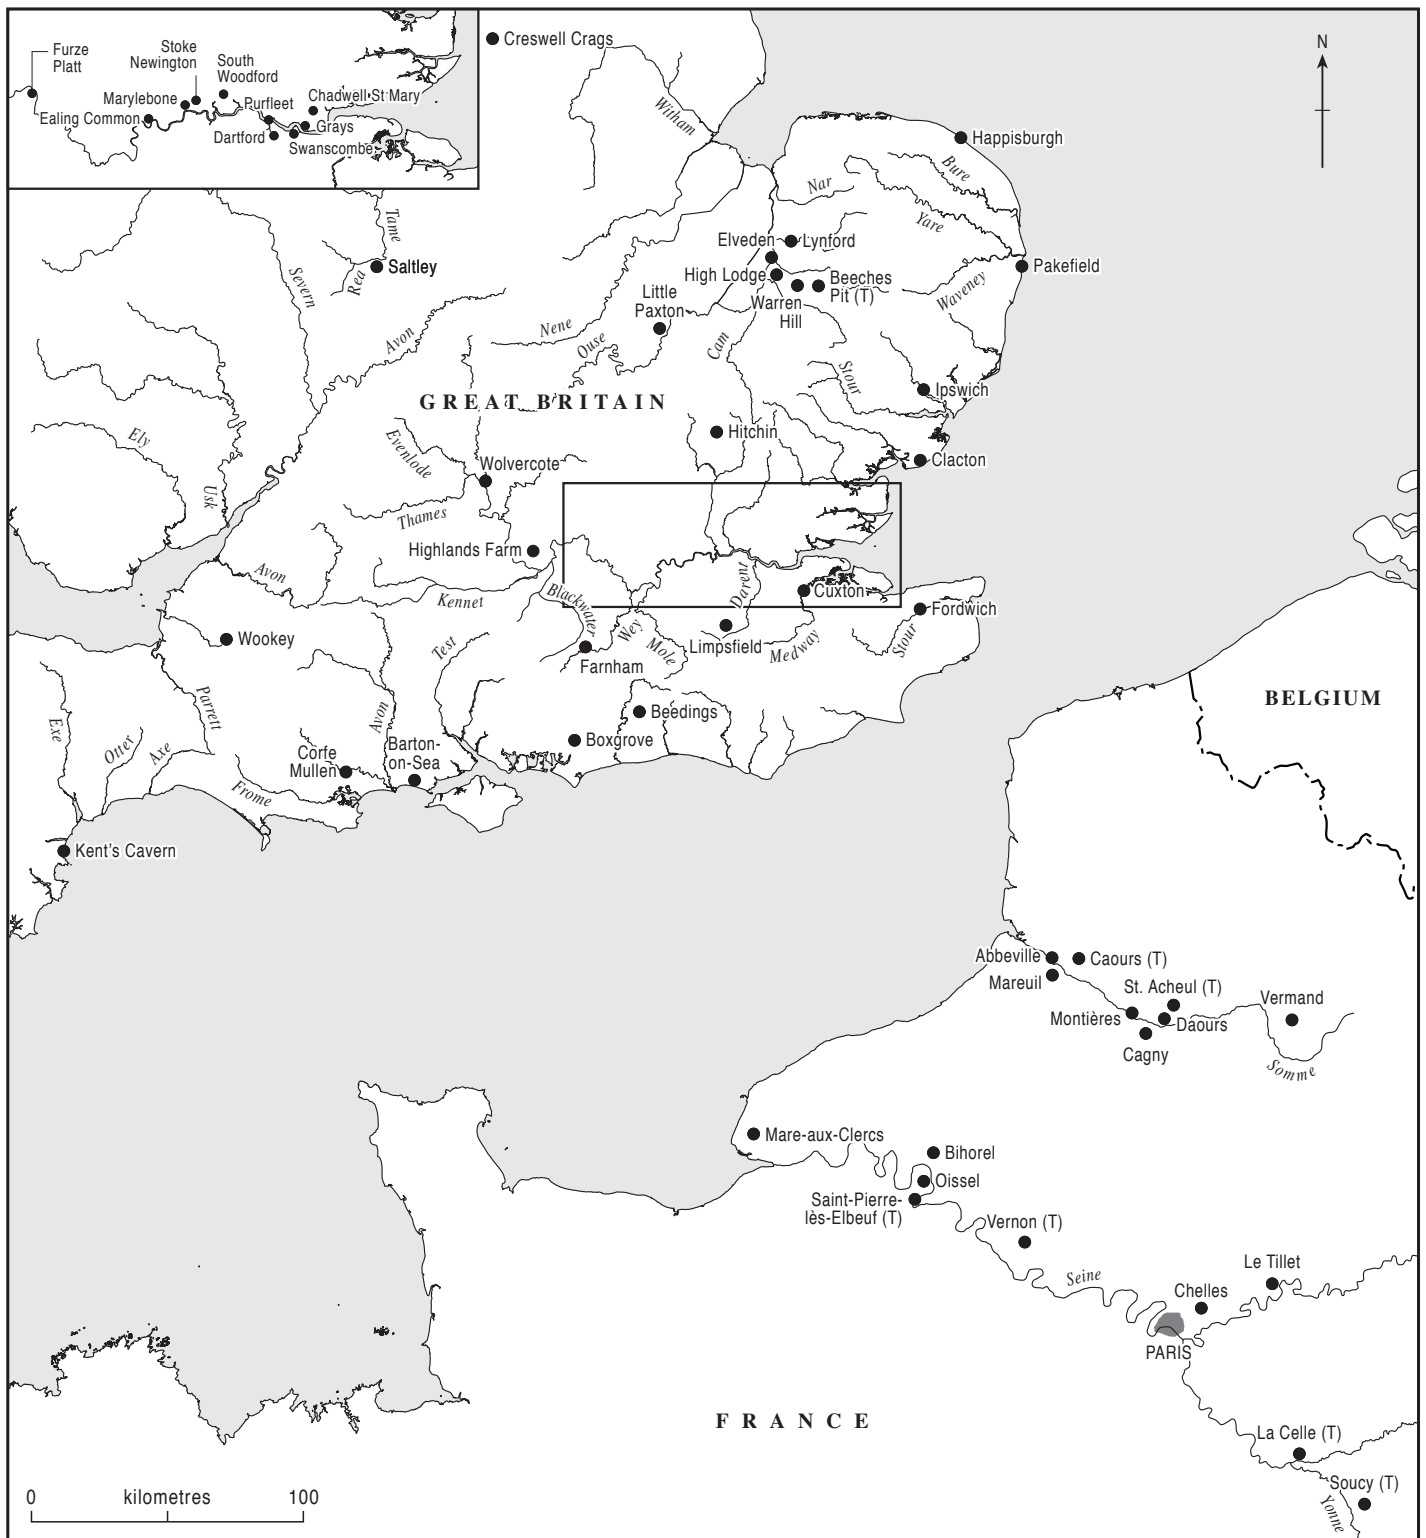 Furze
Platt
Stoke
Newington
South
Woodford
Marylebone
Purfleet
Chadwell St Mary
Ealing Common
Grays
Dartford
Swanscombe
Creswell Crags
N
Witham
Happisburgh
Bure
Nar
Yare
Tame
Elveden
Lynford
Saltley
Rea
Severn
High Lodge
Beeches
Pit (T)
Pakefield
Waveney
Little
Paxton
Warren
Hill
Avon
Nene
Ouse
Cam
Stour
Ipswich
GREAT BRITAIN
Ely
Evenlode
Hitchin
Clacton
Wolvercote
Usk
Thames
Highlands Farm
Avon
Kennet
Blackwater
Darent
Cuxton
Fordwich
Wookey
Test
Wey
Mole
Limpsfield
Medway
Stour
Farnham
BELGIUM
Parrett
Exe
Otter
Axe
Avon
Beedings
Boxgrove
Corfe
Mullen
Barton-
on-Sea
Frome
Kent's Cavern
Abbeville
Caours (T)
Mareuil
St. Acheul (T)
Vermand
Montières
Daours
Cagny
Somme
Mare-aux-Clercs
Bihorel
Oissel
Saint-Pierre-
lès-Elbeuf (T)
Vernon (T)
Seine
Le Tillet
Chelles
PARIS
FRANCE
La Celle (T)
Soucy (T)
Yonne
0 kilometres 100